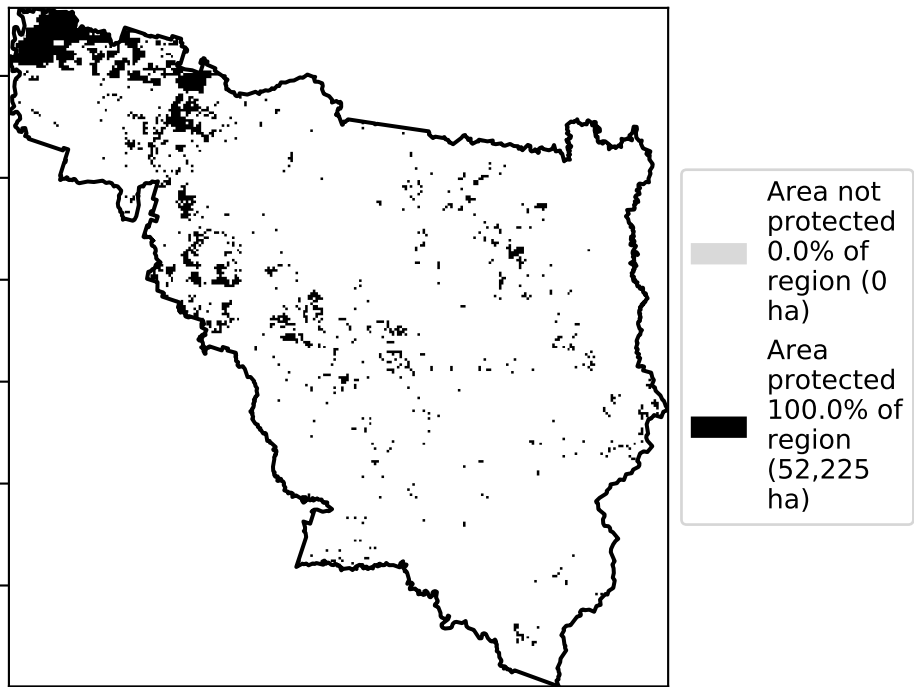 Area not
protected
0.0% of
region (0
ha)
Area
protected
100.0% of
region
(52,225
ha)